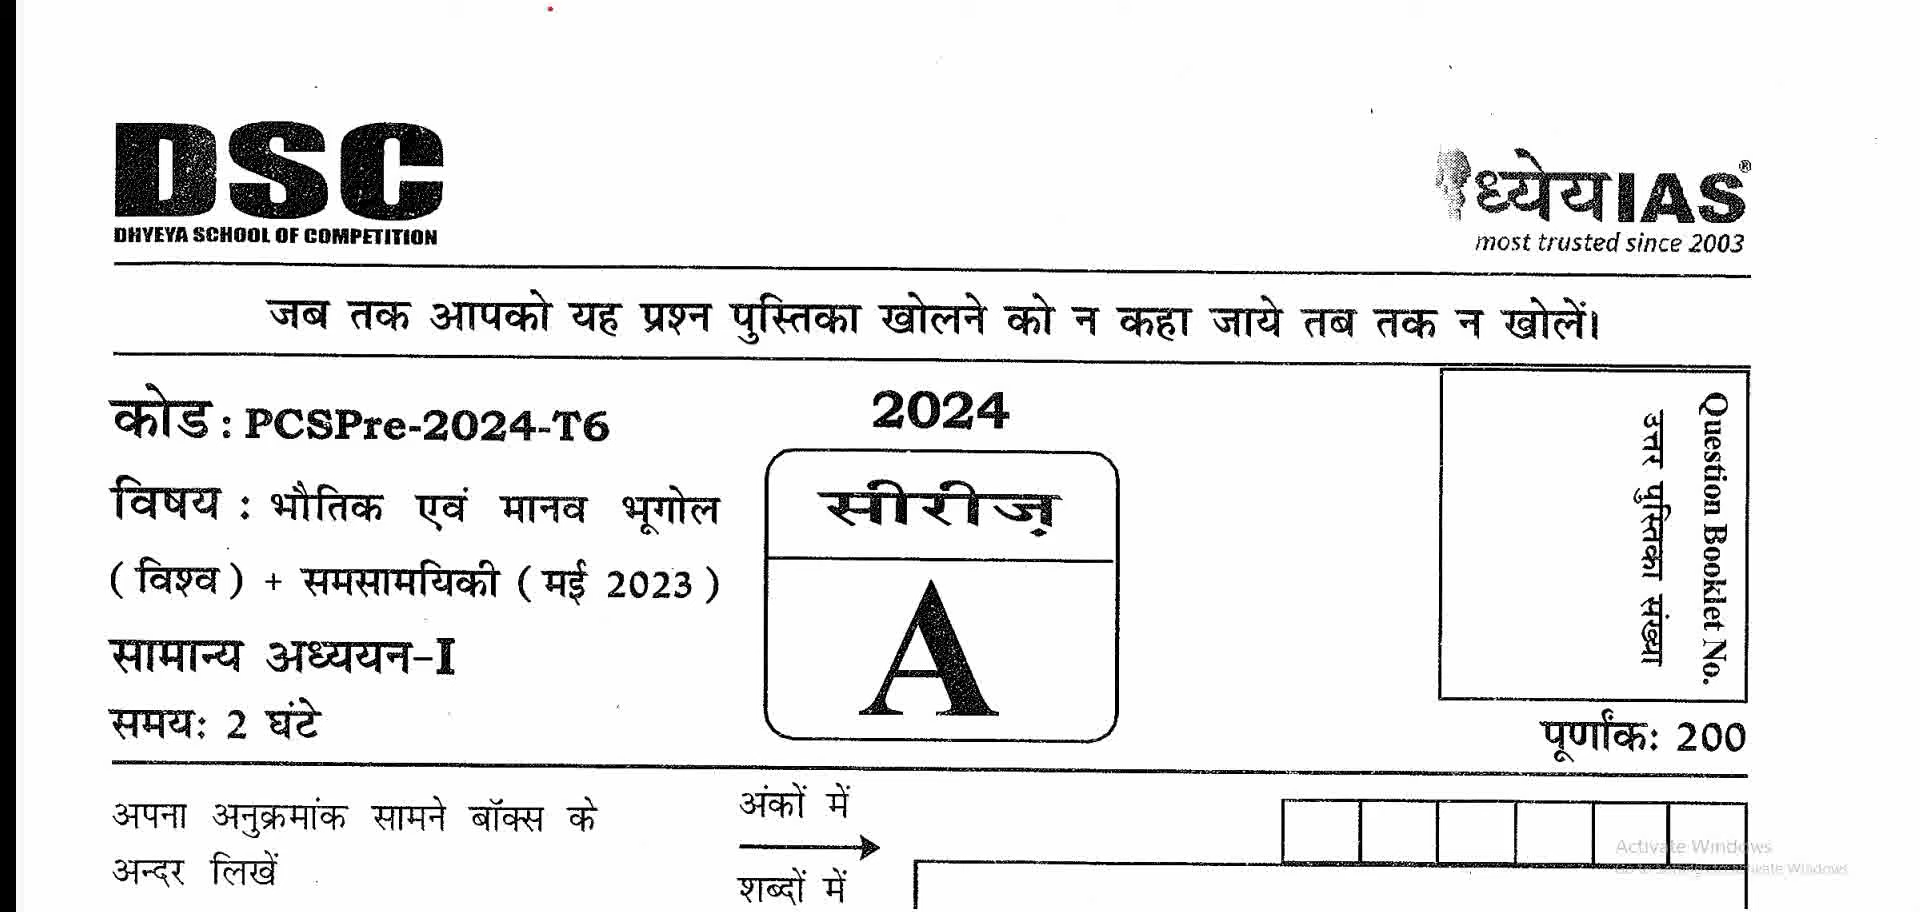 DSC
DHYEYA SCHOOL OF COMPETITION
ध्येय IAS®
most trusted since 2003
जब तक आपको यह प्रश्न पुस्तिका खोलने को न कहा जाये तब तक न खोलें।
कोड : PCSPre-2024-T6
2024
विषय : भौतिक एवं मानव भूगोल
(विश्व) + समसामयिकी (मई 2023)
सामान्य अध्ययन-I
समय: 2 घंटे
सीरीज़
A
Question Booklet No.
उत्तर पुस्तिका संख्या
पूर्णांक: 200
अपना अनुक्रमांक सामने बॉक्स के
अन्दर लिखें
अंकों में
शब्दों में
Activate Windows